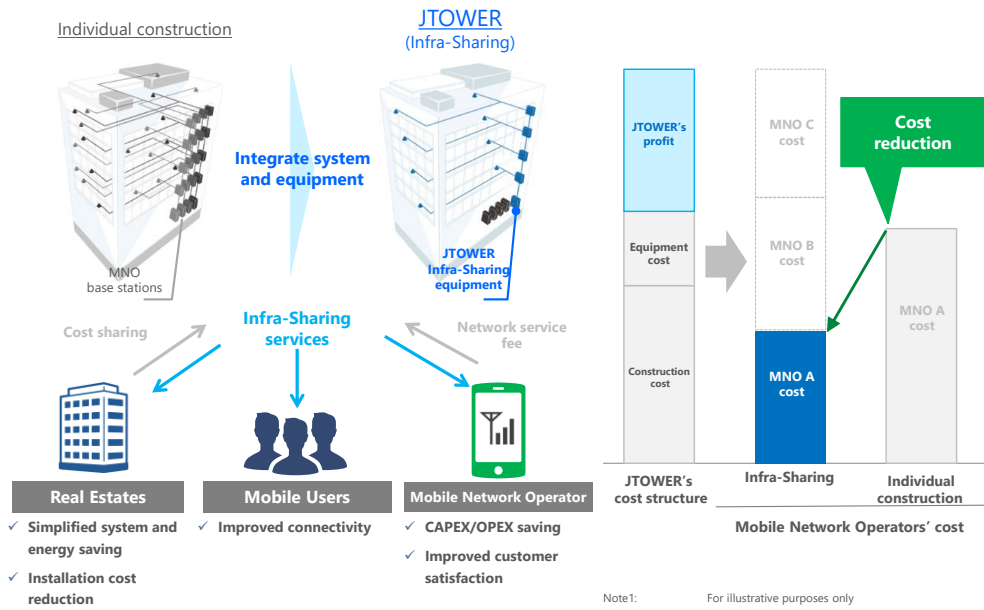 Individual construction
JTOWER
(Infra-Sharing)
Integrate system
and equipment
MNO
base stations
JTOWER
Infra-Sharing
equipment
Cost sharing
Infra-Sharing
services
Network service
fee
Real Estates
✓ Simplified system and
energy saving
✓ Installation cost
reduction
Mobile Users
✓ Improved connectivity
Mobile Network Operator
✓ CAPEX/OPEX saving
✓ Improved customer
satisfaction
JTOWER's
profit
Equipment
cost
Construction
cost
MNO C
cost
MNO B
cost
MNO A
cost
Cost
reduction
MNO A
cost
JTOWER's
cost structure
Infra-Sharing
Individual
construction
Mobile Network Operators' cost
Note1: For illustrative purposes only